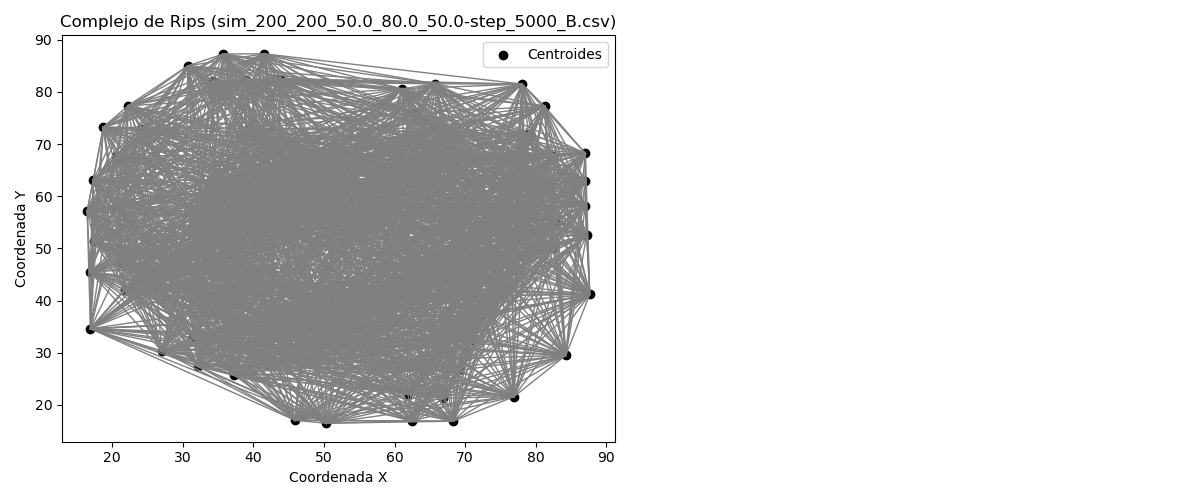 Complejo de Rips (sim_200_200_50.0_80.0_50.0-step_5000_B.csv)
Centroides
90
80
70
60
50
40
30
20
Coordenada Y
20 30 40 50 60 70 80 90
Coordenada X